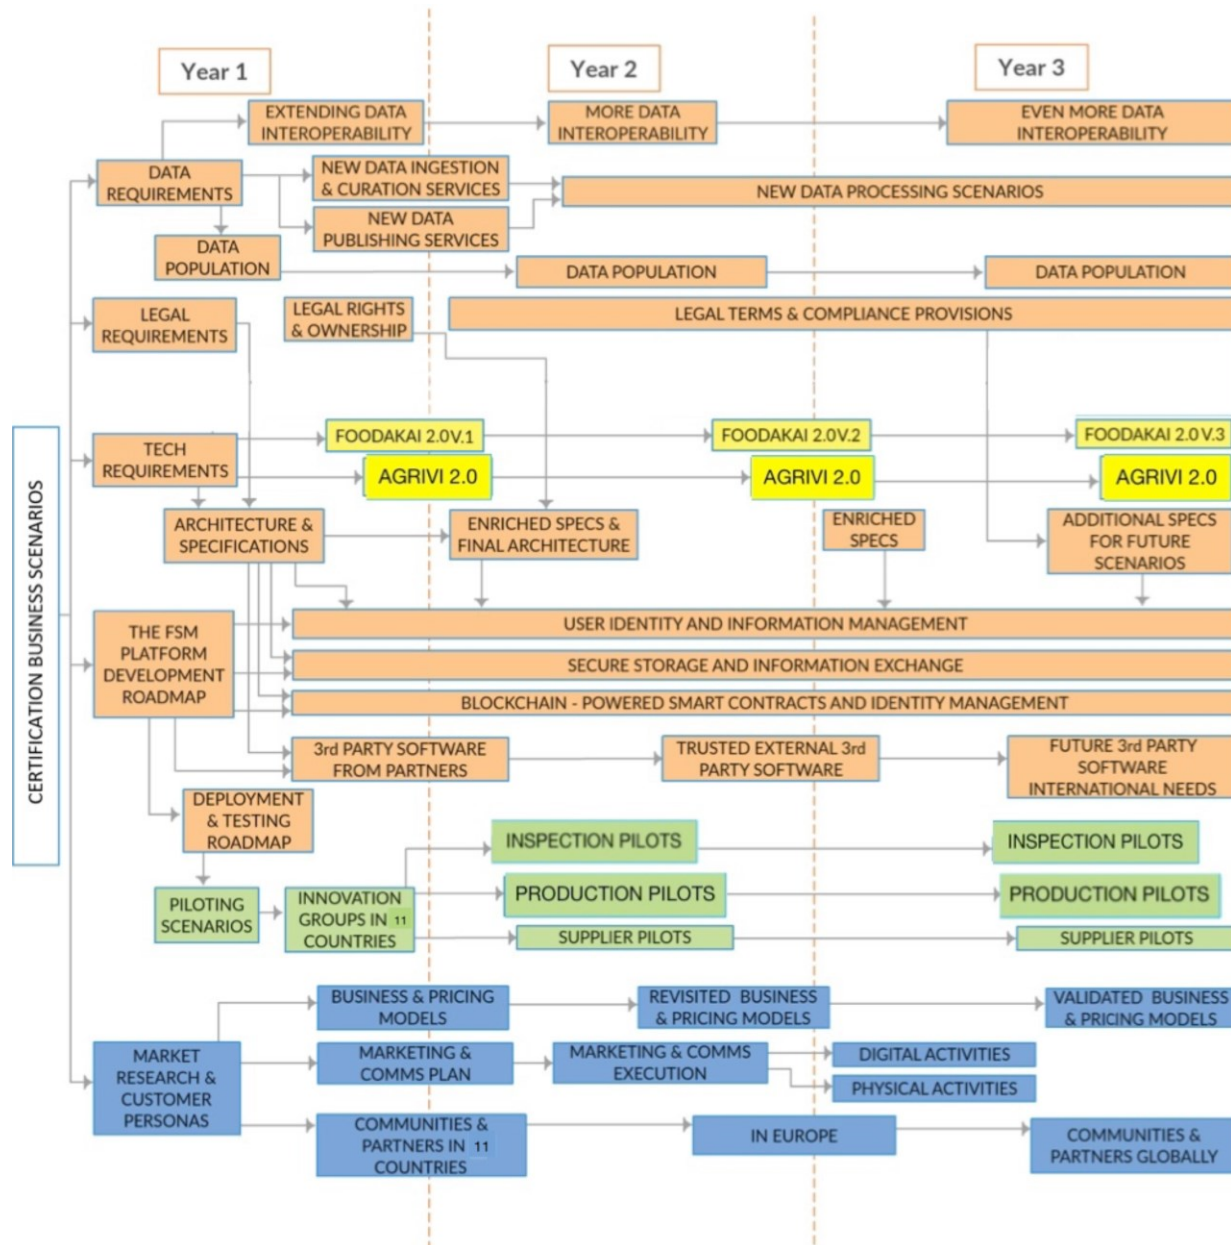 Year 1
Year 2
Year 3
EXTENDING DATA
INTEROPERABILITY
MORE DATA
INTEROPERABILITY
EVEN MORE DATA
INTEROPERABILITY
DATA
REQUIREMENTS
NEW DATA INGESTION
& CURATION SERVICES
NEW DATA PROCESSING SCENARIOS
NEW DATA
PUBLISHING SERVICES
DATA
POPULATION
DATA POPULATION
DATA POPULATION
LEGAL
REQUIREMENTS
LEGAL RIGHTS
& OWNERSHIP
LEGAL TERMS & COMPLIANCE PROVISIONS
CERTIFICATION BUSINESS SCENARIOS
TECH
REQUIREMENTS
FOODAKAI 2.0V.1
FOODAKAI 2.0V.2
FOODAKAI 2.0V.3
AGRIVI 2.0
AGRIVI 2.0
AGRIVI 2.0
ARCHITECTURE &
SPECIFICATIONS
ENRICHED SPECS &
FINAL ARCHITECTURE
ENRICHED
SPECS
ADDITIONAL SPECS
FOR FUTURE
SCENARIOS
THE FSM
PLATFORM
DEVELOPMENT
ROADMAP
USER IDENTITY AND INFORMATION MANAGEMENT
SECURE STORAGE AND INFORMATION EXCHANGE
BLOCKCHAIN - POWERED SMART CONTRACTS AND IDENTITY MANAGEMENT
3rd PARTY SOFTWARE
FROM PARTNERS
TRUSTED EXTERNAL 3rd
PARTY SOFTWARE
FUTURE 3rd PARTY
SOFTWARE
INTERNATIONAL NEEDS
DEPLOYMENT
& TESTING
ROADMAP
INSPECTION PILOTS
INSPECTION PILOTS
PILOTING
SCENARIOS
INNOVATION
GROUPS IN 11
COUNTRIES
PRODUCTION PILOTS
PRODUCTION PILOTS
SUPPLIER PILOTS
SUPPLIER PILOTS
BUSINESS & PRICING
MODELS
REVISITED BUSINESS
& PRICING MODELS
VALIDATED BUSINESS
& PRICING MODELS
MARKET
RESEARCH &
CUSTOMER
PERSONAS
MARKETING &
COMMS PLAN
MARKETING & COMMS
EXECUTION
DIGITAL ACTIVITIES
PHYSICAL ACTIVITIES
COMMUNITIES &
PARTNERS IN 11
COUNTRIES
IN EUROPE
COMMUNITIES &
PARTNERS GLOBALLY